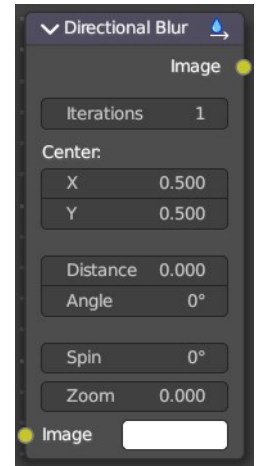 Directional Blur
Image
Iterations 1
Center:
X 0.500
Y 0.500
Distance 0.000
Angle 0°
Spin 0°
Zoom 0.000
Image